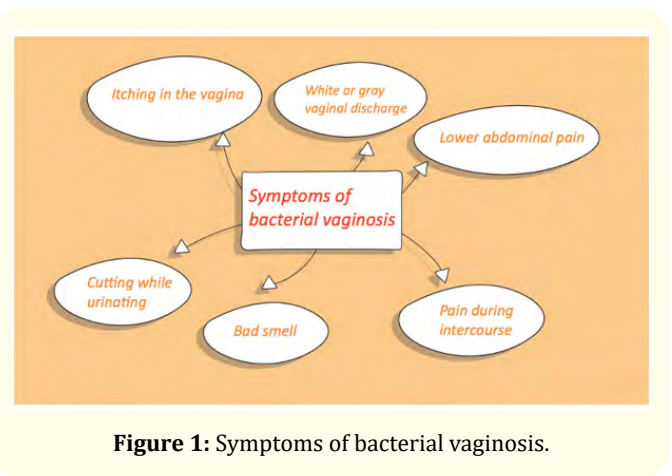 Itching in the vagina
White or gray
vaginal discharge
Lower abdominal pain
Symptoms of
bacterial vaginosis
Cutting while
urinating
Bad smell
Pain during
intercourse
Figure 1: Symptoms of bacterial vaginosis.